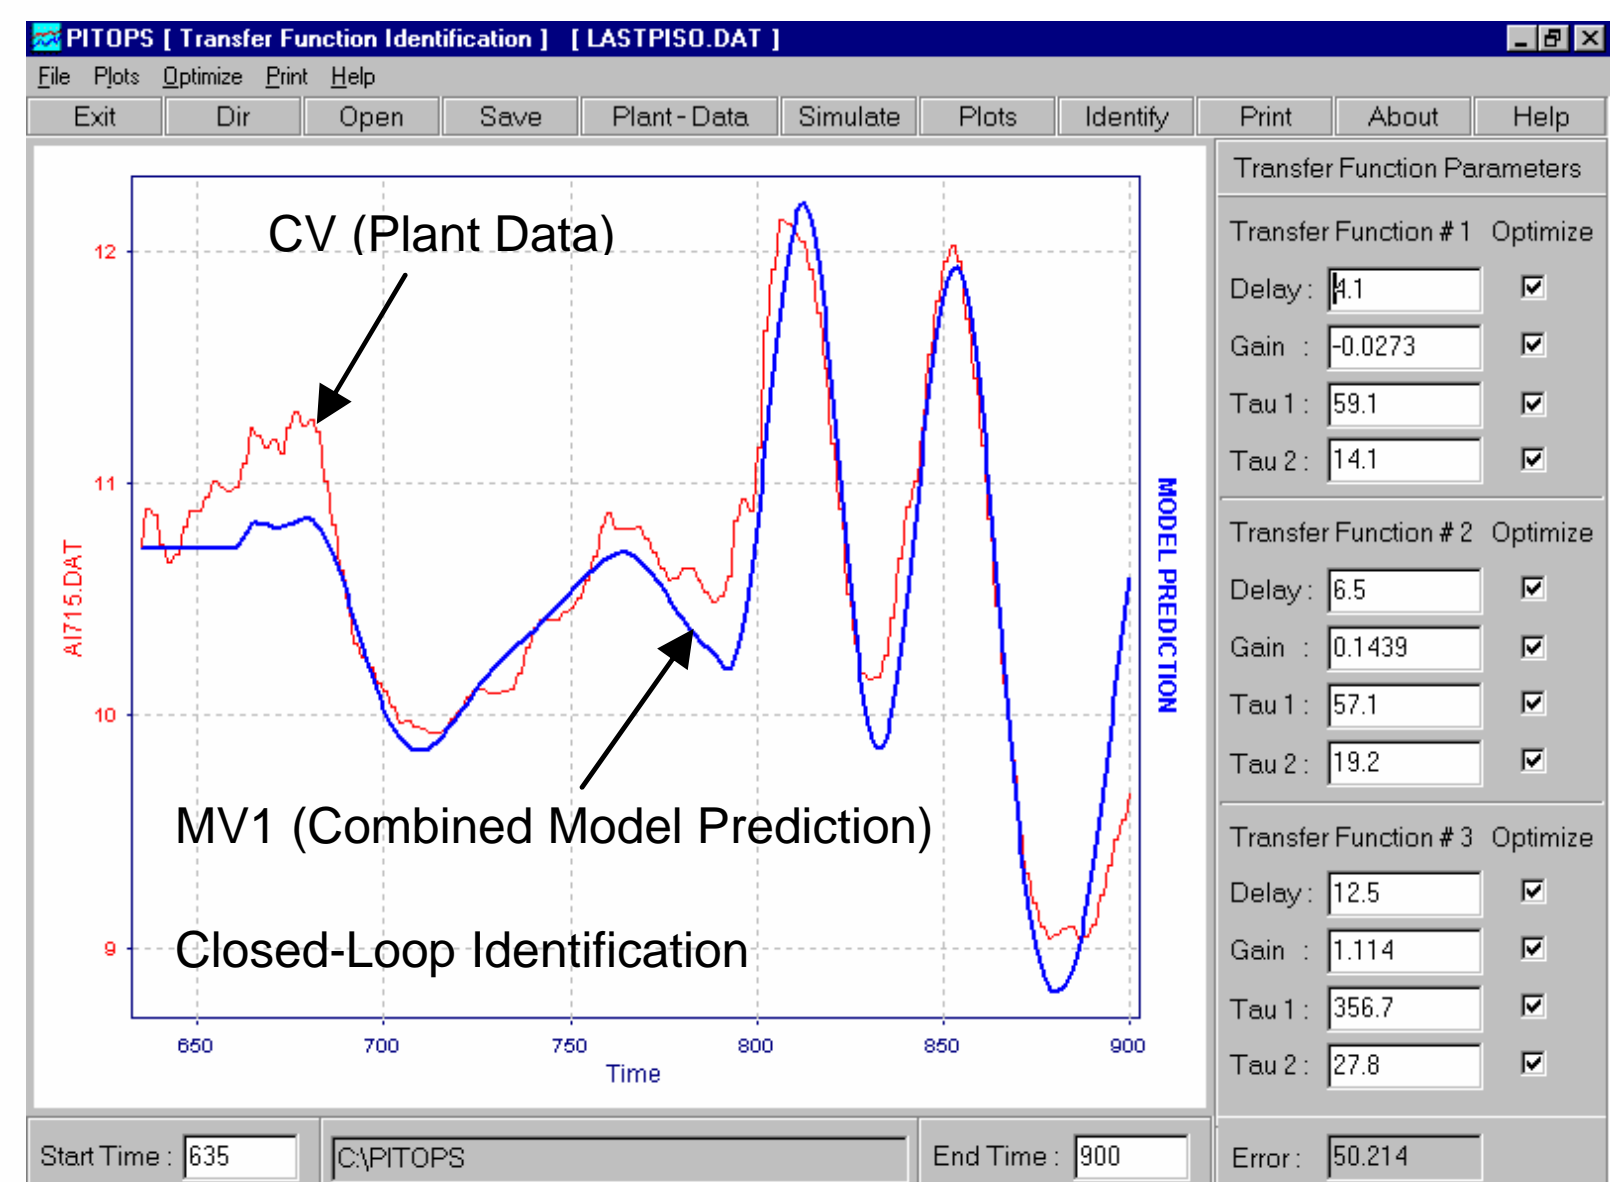 PITOPS [ Transfer Function Identification ] [ LASTPISO.DAT ]
File Plots Optimize Print Help
Exit Dir Open Save Plant-Data Simulate Plots Identify Print About Help
CV (Plant Data)
MV1 (Combined Model Prediction)
Closed-Loop Identification
AI715.DAT
12
11
10
9
MODEL PREDICTION
650 700 750 800 850 900
Time
Transfer Function Parameters
Transfer Function # 1 Optimize
Delay : 4.1
Gain : -0.0273
Tau 1 : 59.1
Tau 2 : 14.1
Transfer Function # 2 Optimize
Delay : 6.5
Gain : 0.1439
Tau 1 : 57.1
Tau 2 : 19.2
Transfer Function # 3 Optimize
Delay : 12.5
Gain : 1.114
Tau 1 : 356.7
Tau 2 : 27.8
Start Time : 635 C:\PITOPS End Time : 900 Error : 50.214